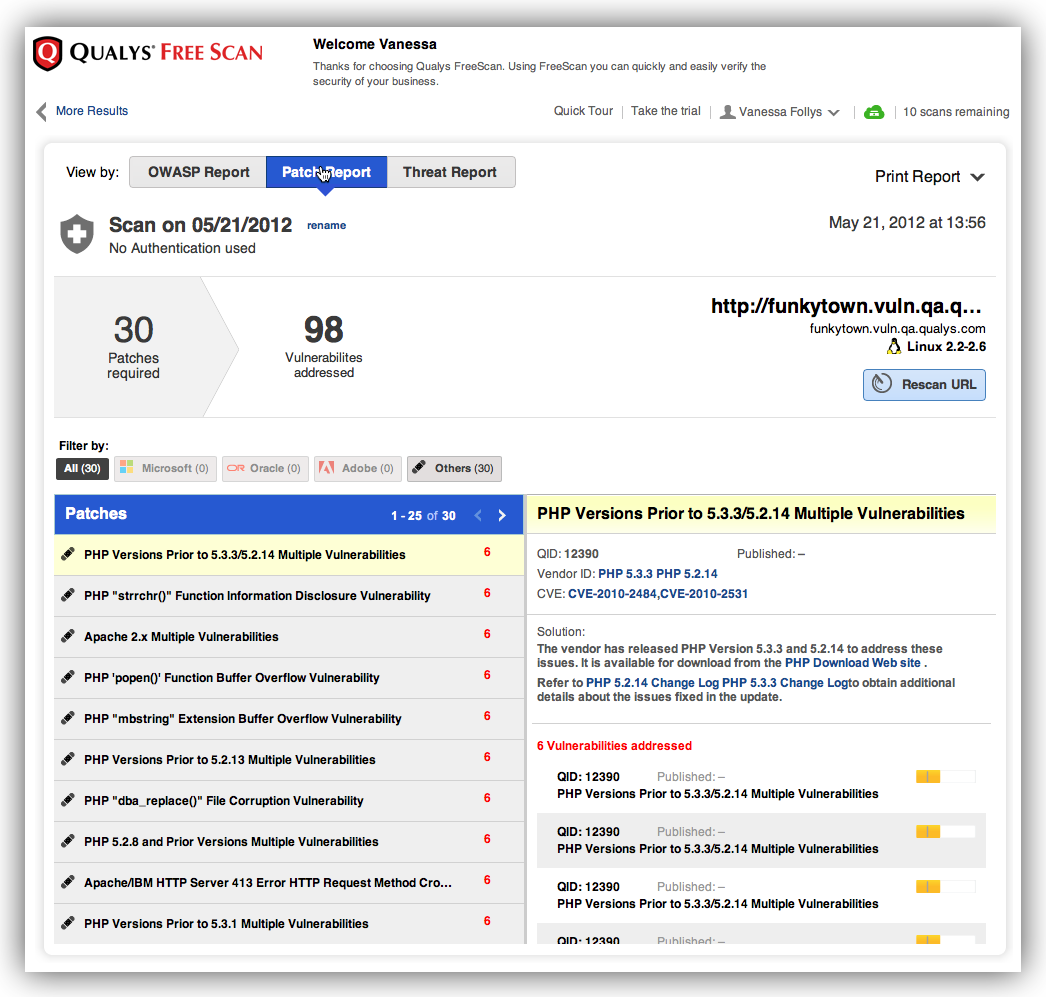 QUALYS® FREE SCAN
Welcome Vanessa
Thanks for choosing Qualys FreeScan. Using FreeScan you can quickly and easily verify the
security of your business.
More Results
Quick Tour
Take the trial
Vanessa Follys
10 scans remaining
View by:
OWASP Report
Patch Report
Threat Report
Print Report
Scan on 05/21/2012
rename
No Authentication used
May 21, 2012 at 13:56
30
Patches
required
98
Vulnerabilites
addressed
http://funkytown.vuln.qa.q...
funkytown.vuln.qa.qualys.com
Linux 2.2-2.6
Rescan URL
Filter by:
All (30)
Microsoft (0)
OR Oracle (0)
Adobe (0)
Others (30)
Patches
1 - 25 of 30
PHP Versions Prior to 5.3.3/5.2.14 Multiple Vulnerabilities 6
PHP "strrchr()" Function Information Disclosure Vulnerability 6
Apache 2.x Multiple Vulnerabilities 6
PHP 'popen()' Function Buffer Overflow Vulnerability 6
PHP "mbstring" Extension Buffer Overflow Vulnerability 6
PHP Versions Prior to 5.2.13 Multiple Vulnerabilities 6
PHP "dba_replace()" File Corruption Vulnerability 6
PHP 5.2.8 and Prior Versions Multiple Vulnerabilities 6
Apache/IBM HTTP Server 413 Error HTTP Request Method Cro... 6
PHP Versions Prior to 5.3.1 Multiple Vulnerabilities 6
PHP Versions Prior to 5.3.3/5.2.14 Multiple Vulnerabilities
QID: 12390 Published: –
Vendor ID: PHP 5.3.3 PHP 5.2.14
CVE: CVE-2010-2484,CVE-2010-2531
Solution:
The vendor has released PHP Version 5.3.3 and 5.2.14 to address these
issues. It is available for download from the PHP Download Web site .
Refer to PHP 5.2.14 Change Log PHP 5.3.3 Change Logto obtain additional
details about the issues fixed in the update.
6 Vulnerabilities addressed
QID: 12390 Published: –
PHP Versions Prior to 5.3.3/5.2.14 Multiple Vulnerabilities
QID: 12390 Published: –
PHP Versions Prior to 5.3.3/5.2.14 Multiple Vulnerabilities
QID: 12390 Published: –
PHP Versions Prior to 5.3.3/5.2.14 Multiple Vulnerabilities
QID: 12390 Published: –